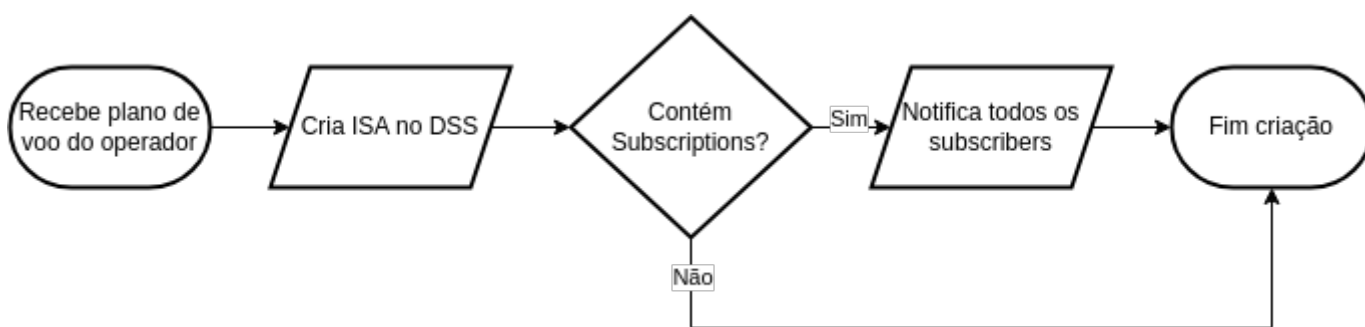 Recebe plano de
voo do operador
Cria ISA no DSS
Contém
Subscriptions?
Sim
Notifica todos os
subscribers
Fim criação
Não